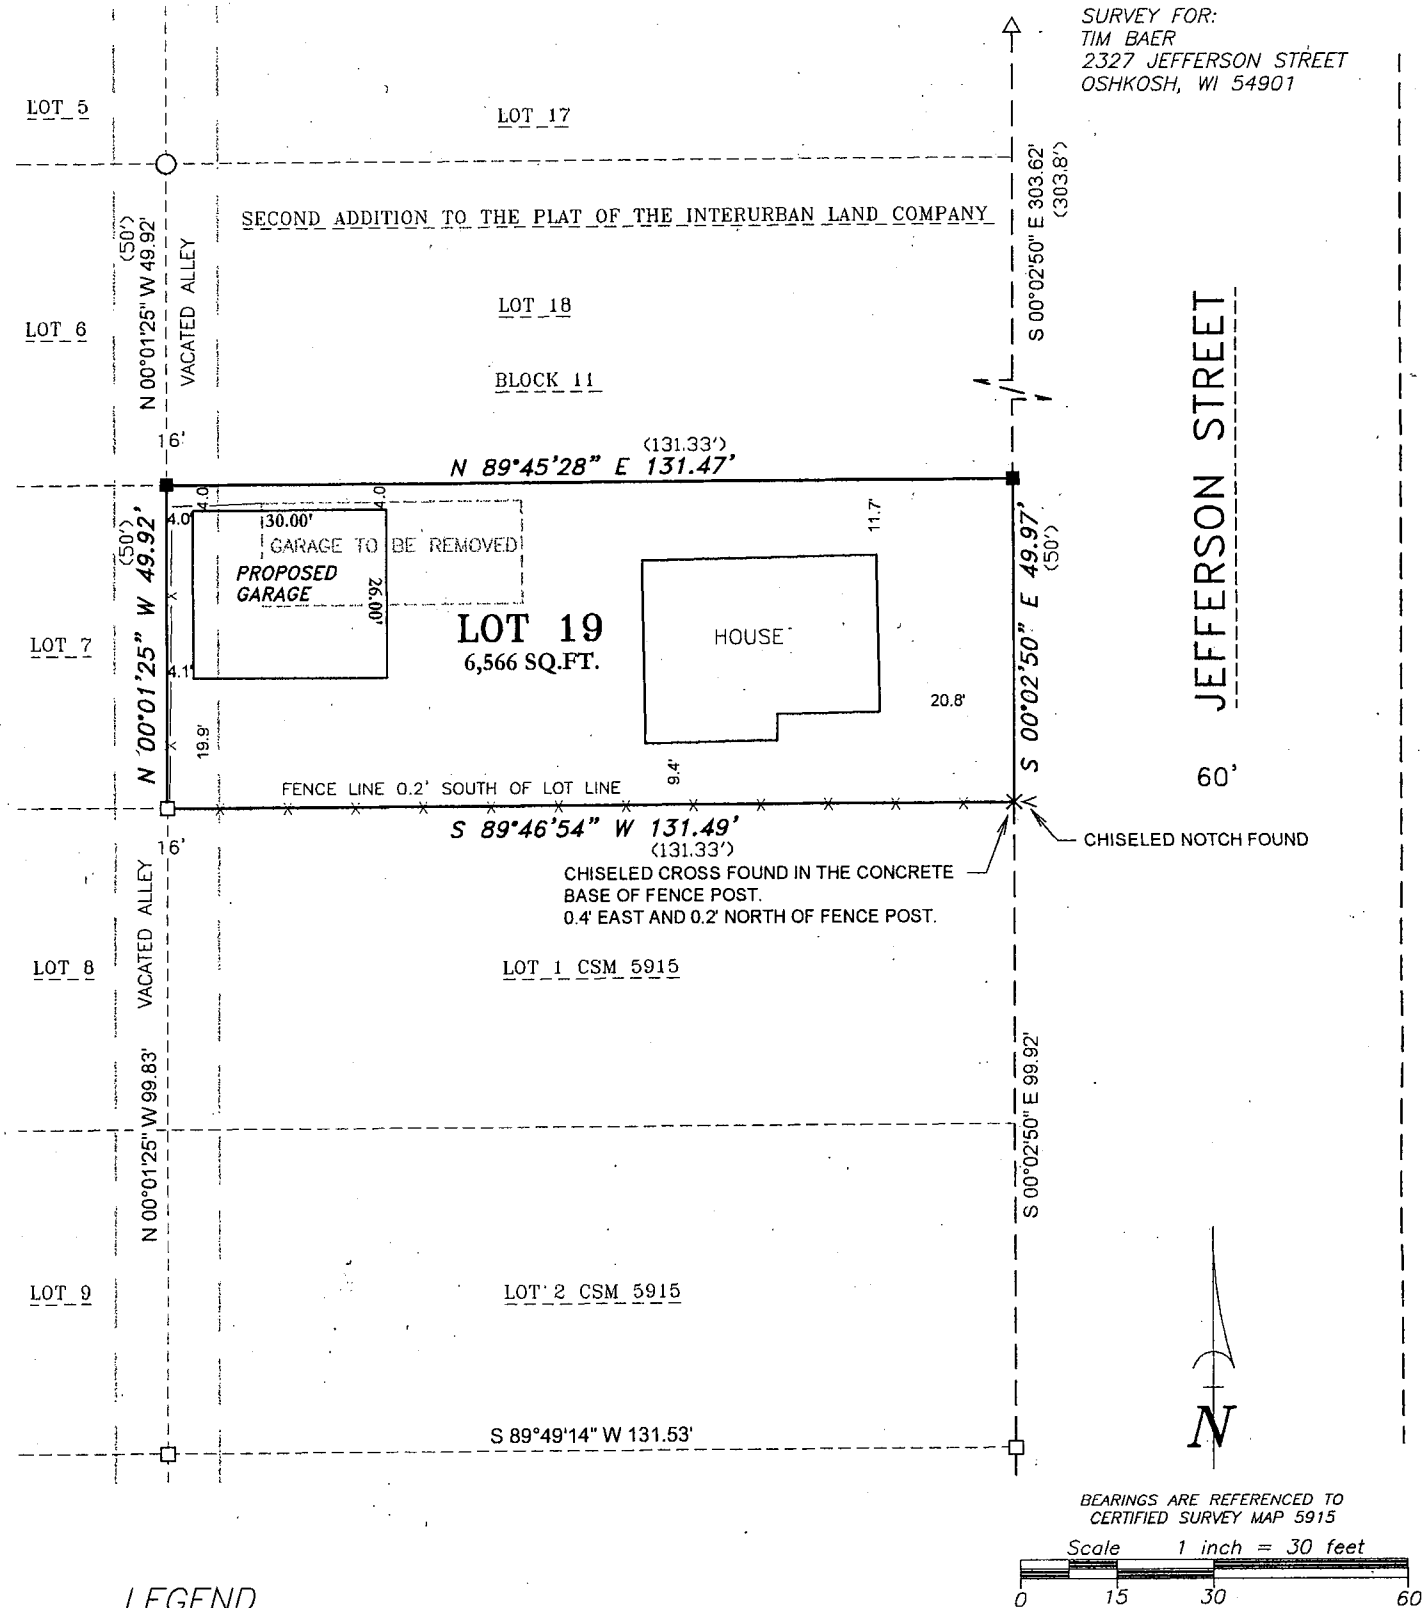 SURVEY FOR:
TIM BAER
2327 JEFFERSON STREET
OSHKOSH, WI 54901
LOT 5
LOT 17
S 00°02'50" E 303.62'
(303.8')
SECOND ADDITION TO THE PLAT OF THE INTERURBAN LAND COMPANY
(50')
N 00°01'25" W 49.92'
VACATED ALLEY
LOT 6
LOT 18
BLOCK 11
JEFFERSON STREET
60'
16'
(131.33')
N 89°45'28" E 131.47'
4.0
4.0
4.0'
30.00'
GARAGE TO BE REMOVED
PROPOSED
GARAGE
26.00'
11.7'
(50')
N 00°01'25" W 49.92'
S 00°02'50" E 49.97'
(50')
LOT 7
LOT 19
6,566 SQ.FT.
HOUSE
4.1'
20.8'
19.9'
9.4'
FENCE LINE 0.2' SOUTH OF LOT LINE
S 89°46'54" W 131.49'
(131.33')
16'
CHISELED NOTCH FOUND
CHISELED CROSS FOUND IN THE CONCRETE
BASE OF FENCE POST.
0.4' EAST AND 0.2' NORTH OF FENCE POST.
VACATED ALLEY
LOT 8
LOT 1 CSM 5915
N 00°01'25" W 99.83'
S 00°02'50" E 99.92'
LOT 9
LOT 2 CSM 5915
S 89°49'14" W 131.53'
N
BEARINGS ARE REFERENCED TO
CERTIFIED SURVEY MAP 5915
Scale 1 inch = 30 feet
0 15 30 60
LEGEND